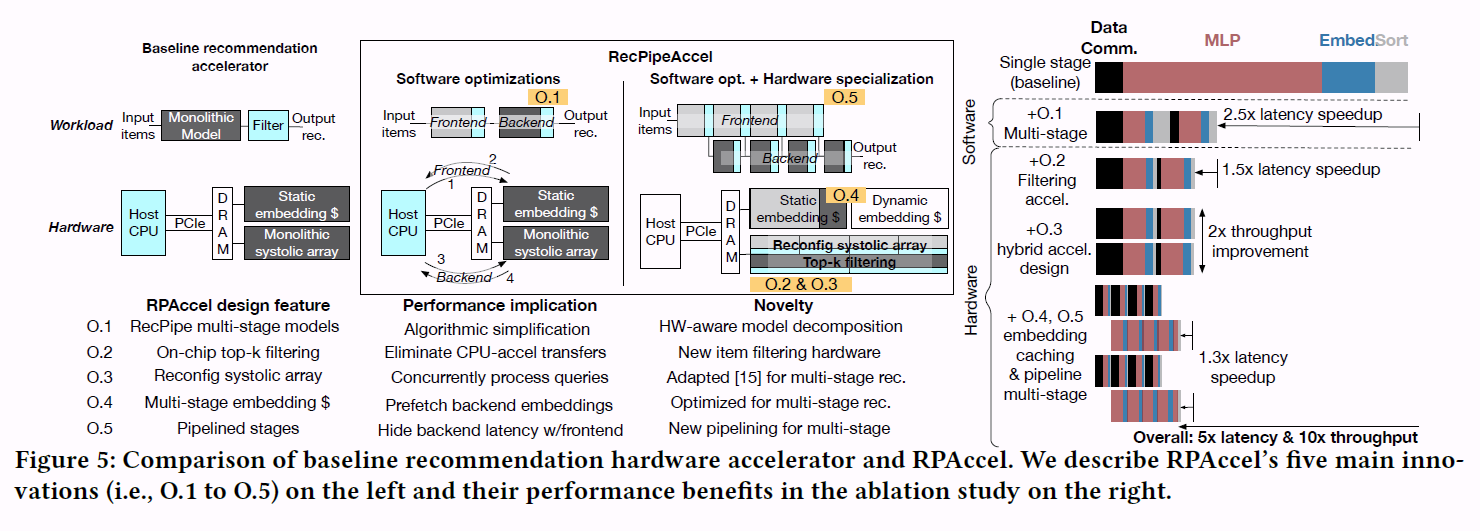 Baseline recommendation
accelerator
Workload
Input
items
Monolithic
Model
Filter
Output
rec.
Hardware
Host
CPU
PCIe
D
R
A
M
Static
embedding $
Monolithic
systolic array
RecPipeAccel
Software optimizations
O.1
Input
items
Frontend
Backend
Output
rec.
Frontend
1
2
Host
CPU
PCIe
D
R
A
M
Static
embedding $
Monolithic
systolic array
3
Backend
4
Software opt. + Hardware specialization
O.5
Input
items
Frontend
Backend
Output
rec.
Host
CPU
PCIe
D
R
A
M
O.4
Static
embedding $
Dynamic
embedding $
Reconfig systolic array
Top-k filtering
O.2 & O.3
RPAccel design feature Performance implication Novelty
O.1 RecPipe multi-stage models Algorithmic simplification HW-aware model decomposition
O.2 On-chip top-k filtering Eliminate CPU-accel transfers New item filtering hardware
O.3 Reconfig systolic array Concurrently process queries Adapted [15] for multi-stage rec.
O.4 Multi-stage embedding $ Prefetch backend embeddings Optimized for multi-stage rec.
O.5 Pipelined stages Hide backend latency w/frontend New pipelining for multi-stage
Data
Comm.
MLP
Embed.
Sort
Single stage
(baseline)
Software
+O.1
Multi-stage
2.5x latency speedup
Hardware
+O.2
Filtering
accel.
1.5x latency speedup
+O.3
hybrid accel.
design
2x throughput
improvement
+ O.4, O.5
embedding
caching
& pipeline
multi-stage
1.3x latency
speedup
Overall: 5x latency & 10x throughput
Figure 5: Comparison of baseline recommendation hardware accelerator and RPAccel. We describe RPAccel's five main inno-
vations (i.e., O.1 to O.5) on the left and their performance benefits in the ablation study on the right.